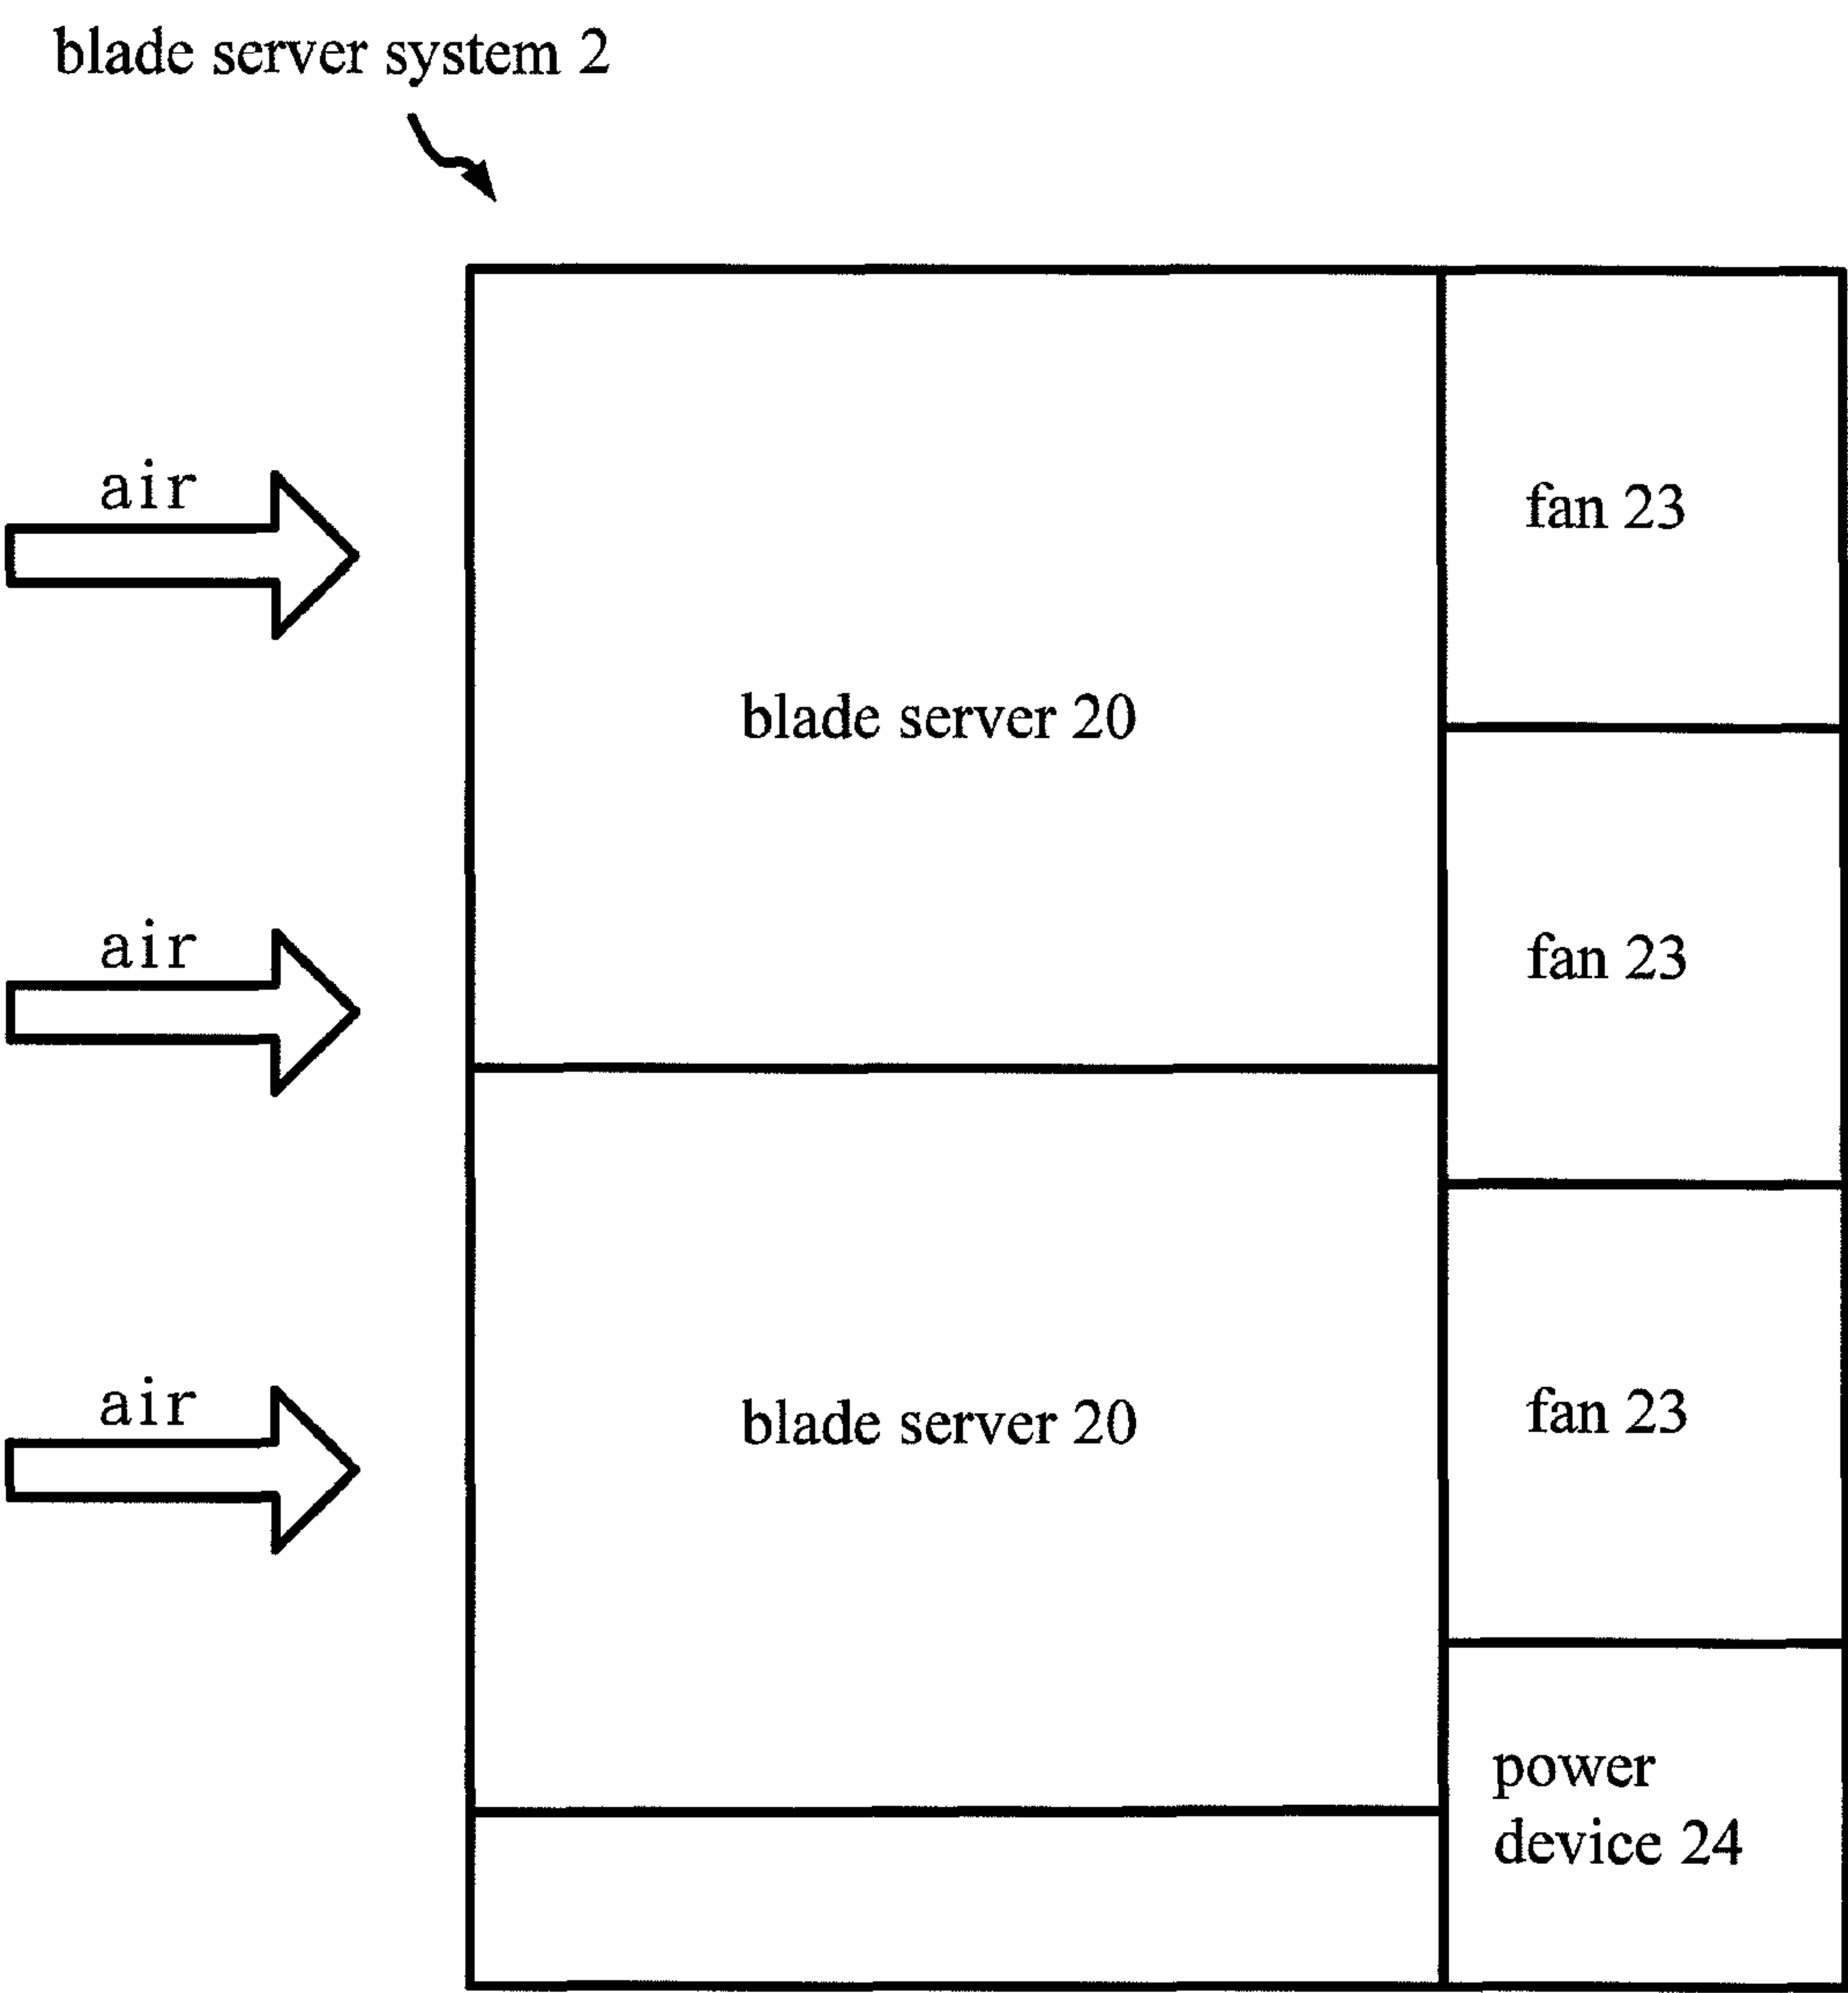 blade server system 2
air
fan 23
blade server 20
air
fan 23
air
blade server 20
fan 23
power
device 24